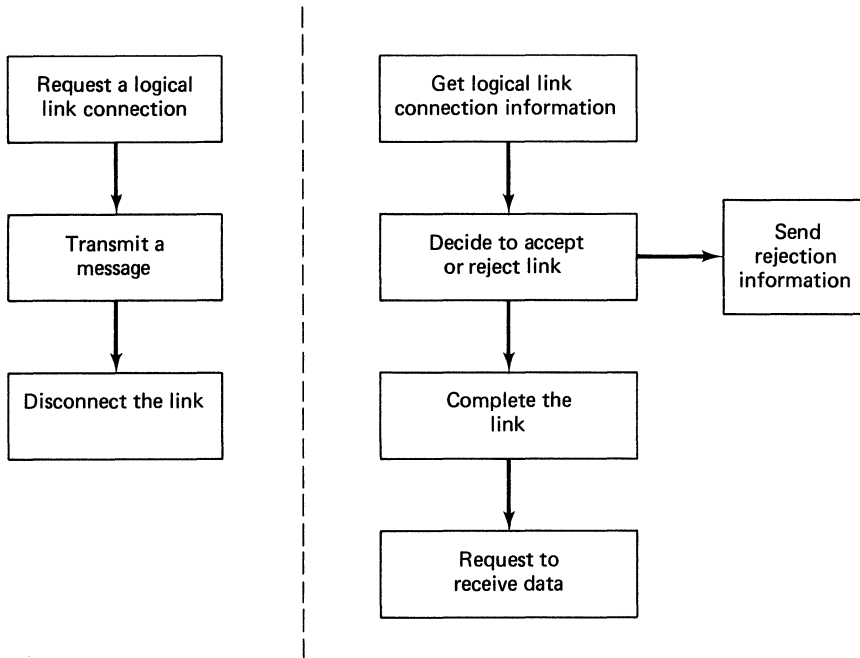 Request a logical
link connection
Transmit a
message
Disconnect the link
Get logical link
connection information
Decide to accept
or reject link
Send
rejection
information
Complete the
link
Request to
receive data